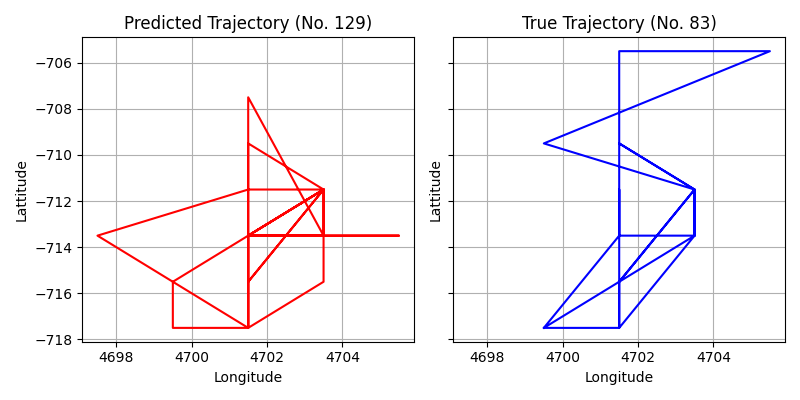 Predicted Trajectory (No. 129)
Lattitude
−706
−708
−710
−712
−714
−716
−718
4698 4700 4702 4704
Longitude
True Trajectory (No. 83)
Lattitude
4698 4700 4702 4704
Longitude